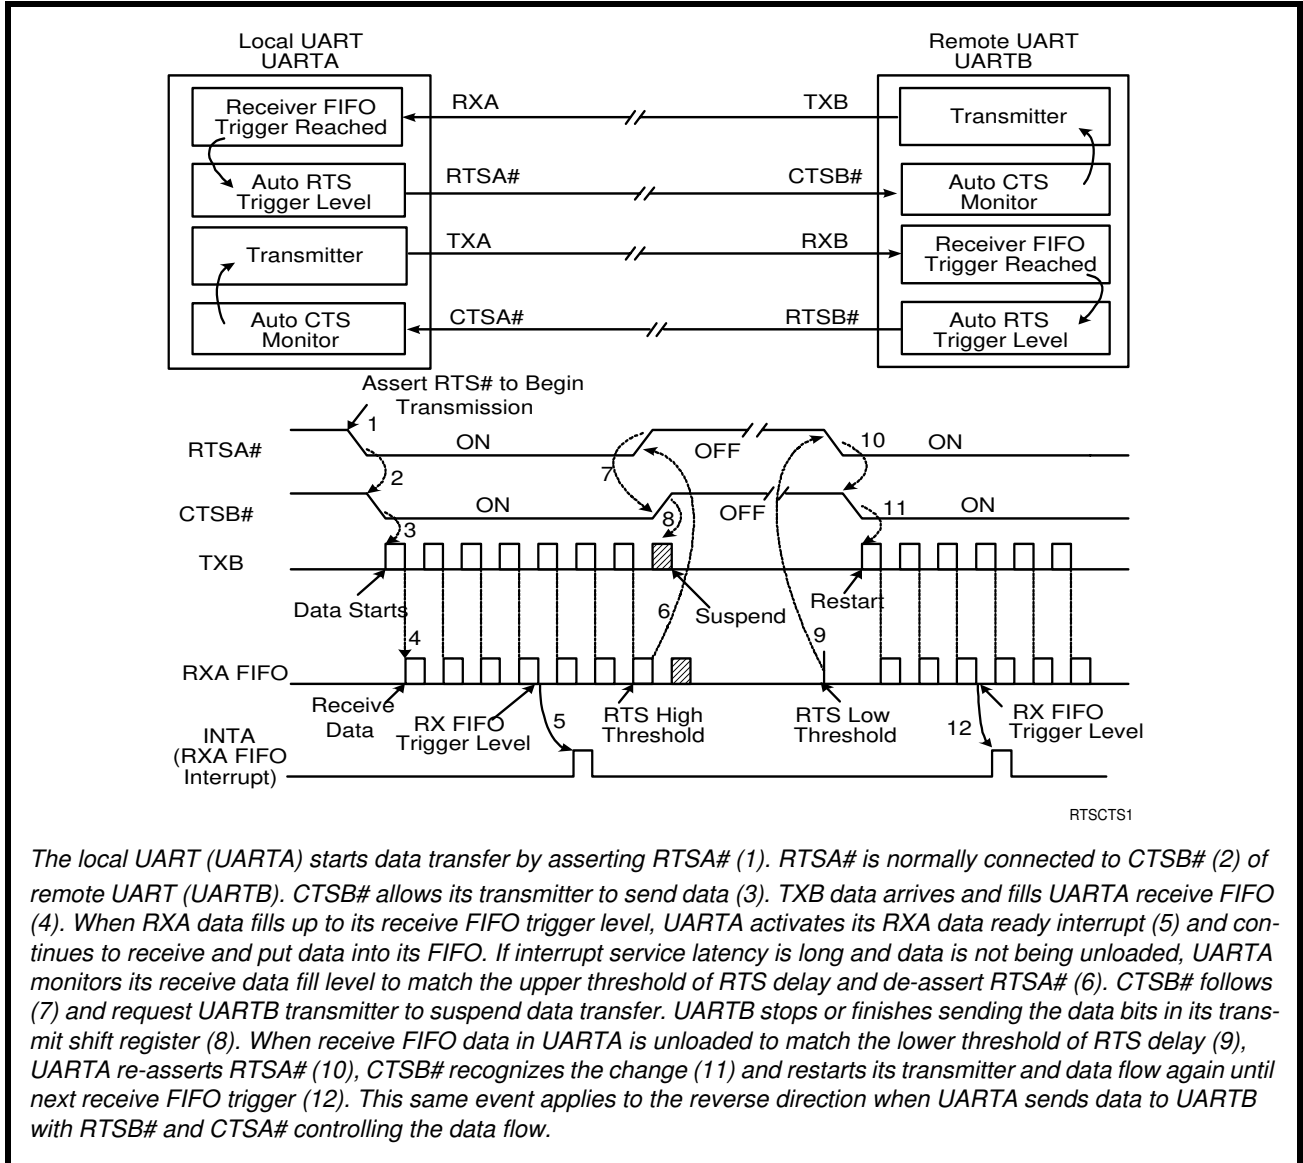 Local UART
UARTA
Remote UART
UARTB
Receiver FIFO
Trigger Reached
RXA
TXB
Transmitter
Auto RTS
Trigger Level
RTSA#
CTSB#
Auto CTS
Monitor
Transmitter
TXA
RXB
Receiver FIFO
Trigger Reached
Auto CTS
Monitor
CTSA#
RTSB#
Auto RTS
Trigger Level
Assert RTS# to Begin
Transmission
1
RTSA#
ON
OFF
10
ON
2
7
CTSB#
ON
8
OFF
11
ON
3
TXB
Data Starts
6
Suspend
Restart
4
9
RXA FIFO
Receive
Data
RX FIFO
Trigger Level
5
RTS High
Threshold
RTS Low
Threshold
12
RX FIFO
Trigger Level
INTA
(RXA FIFO
Interrupt)
RTSCTS1
The local UART (UARTA) starts data transfer by asserting RTSA# (1). RTSA# is normally connected to CTSB# (2) of
remote UART (UARTB). CTSB# allows its transmitter to send data (3). TXB data arrives and fills UARTA receive FIFO
(4). When RXA data fills up to its receive FIFO trigger level, UARTA activates its RXA data ready interrupt (5) and con-
tinues to receive and put data into its FIFO. If interrupt service latency is long and data is not being unloaded, UARTA
monitors its receive data fill level to match the upper threshold of RTS delay and de-assert RTSA# (6). CTSB# follows
(7) and request UARTB transmitter to suspend data transfer. UARTB stops or finishes sending the data bits in its trans-
mit shift register (8). When receive FIFO data in UARTA is unloaded to match the lower threshold of RTS delay (9),
UARTA re-asserts RTSA# (10), CTSB# recognizes the change (11) and restarts its transmitter and data flow again until
next receive FIFO trigger (12). This same event applies to the reverse direction when UARTA sends data to UARTB
with RTSB# and CTSA# controlling the data flow.